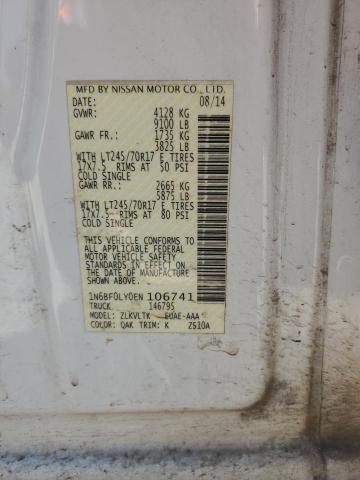 MFD BY NISSAN MOTOR CO., LTD.
DATE: 08/14
GVWR: 4128 KG
9100 LB
GAWR FR.: 1735 KG
3825 LB
WITH LT245/70R17 E TIRES
17X7.5 RIMS AT 50 PSI
COLD SINGLE
GAWR RR.: 2665 KG
5875 LB
WITH LT245/70R17 E TIRES
17X7.5 RIMS AT 80 PSI
COLD SINGLE
THIS VEHICLE CONFORMS TO
ALL APPLICABLE FEDERAL
MOTOR VEHICLE SAFETY
STANDARDS IN EFFECT ON
THE DATE OF MANUFACTURE
SHOWN ABOVE.
1N6BF0LY0EN106741
TRUCK 146795
MODEL: ZLKVLTK EUAE-AAA
COLOR: QAK TRIM: K ZS10A